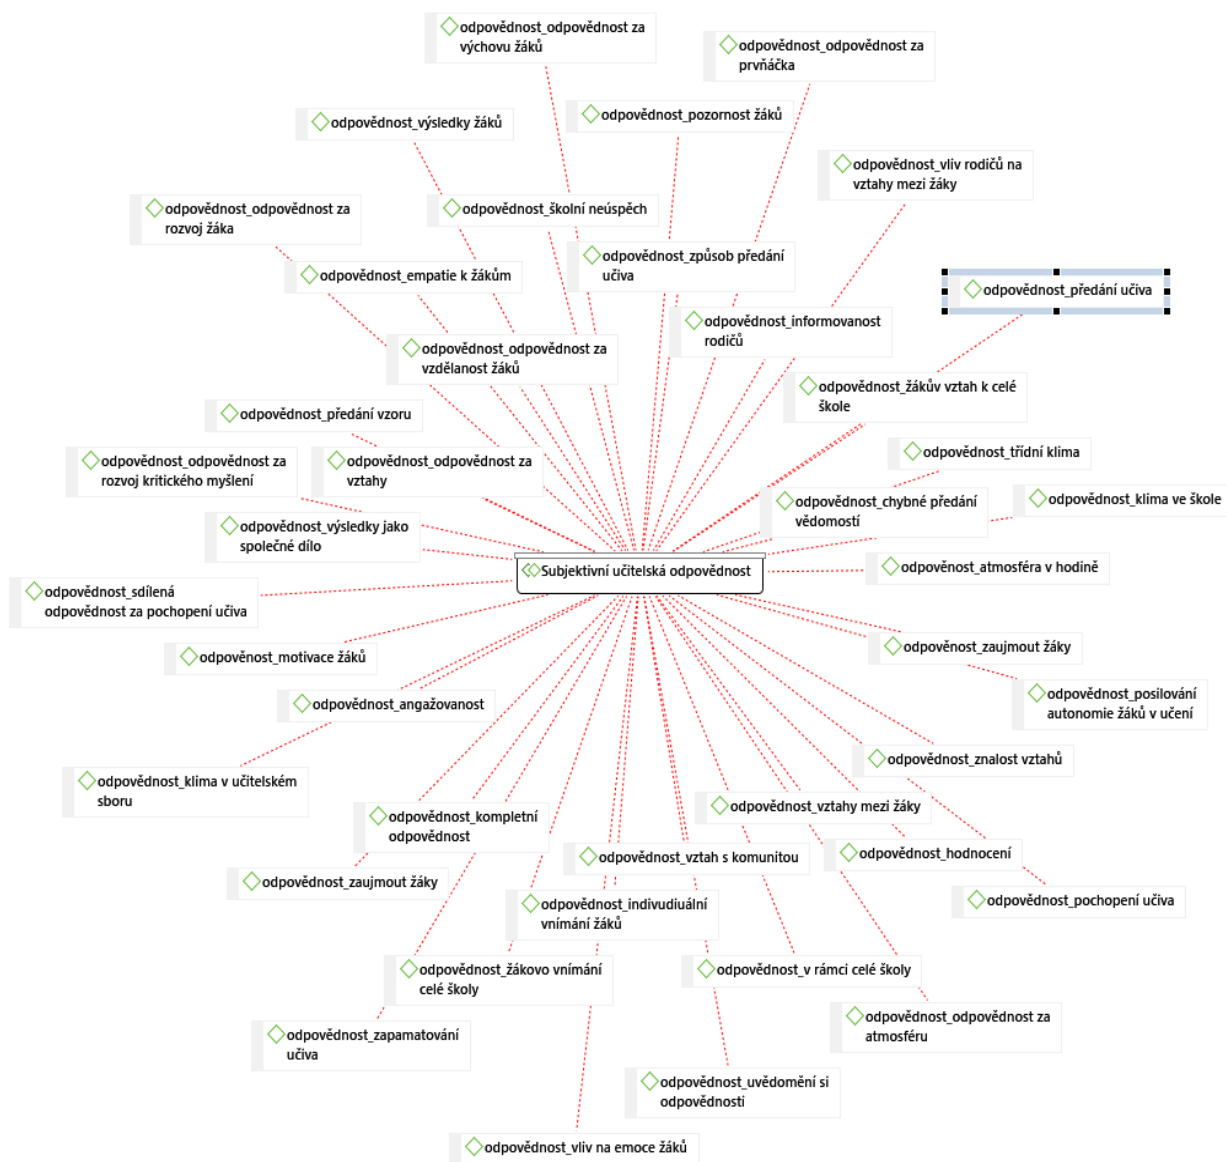 odpovědnost_odpovědnost za
výchovu žáků
odpovědnost_odpovědnost za
prvňáčka
odpovědnost_výsledky žáků
odpovědnost_pozornost žáků
odpovědnost_vliv rodičů na
vztahy mezi žáky
odpovědnost_odpovědnost za
rozvoj žáka
odpovědnost_školní neúspěch
odpovědnost_způsob předání
učiva
odpovědnost_empatie k žákům
odpovědnost_předání učiva
odpovědnost_informovanost
rodičů
odpovědnost_odpovědnost za
vzdělanost žáků
odpovědnost_žákův vztah k celé
škole
odpovědnost_předání vzoru
odpovědnost_třídní klima
odpovědnost_odpovědnost za
rozvoj kritického myšlení
odpovědnost_odpovědnost za
vztahy
odpovědnost_chybné předání
vědomostí
odpovědnost_klima ve škole
odpovědnost_výsledky jako
společné dílo
Subjektivní učitelská odpovědnost
odpověnost_atmosféra v hodině
odpovědnost_sdílená
odpovědnost za pochopení učiva
odpověnost_motivace žáků
odpověnost_zaujmout žáky
odpovědnost_angažovanost
odpovědnost_posilování
autonomie žáků v učení
odpovědnost_klima v učitelském
sboru
odpovědnost_znalost vztahů
odpovědnost_kompletní
odpovědnost
odpovědnost_vztahy mezi žáky
odpovědnost_vztah s komunitou
odpovědnost_hodnocení
odpovědnost_zaujmout žáky
odpovědnost_pochopení učiva
odpovědnost_indivudiuální
vnímání žáků
odpovědnost_žákovo vnímání
celé školy
odpovědnost_v rámci celé školy
odpovědnost_odpovědnost za
atmosféru
odpovědnost_zapamatování
učiva
odpovědnost_uvědomění si
odpovědnosti
odpovědnost_vliv na emoce žáků